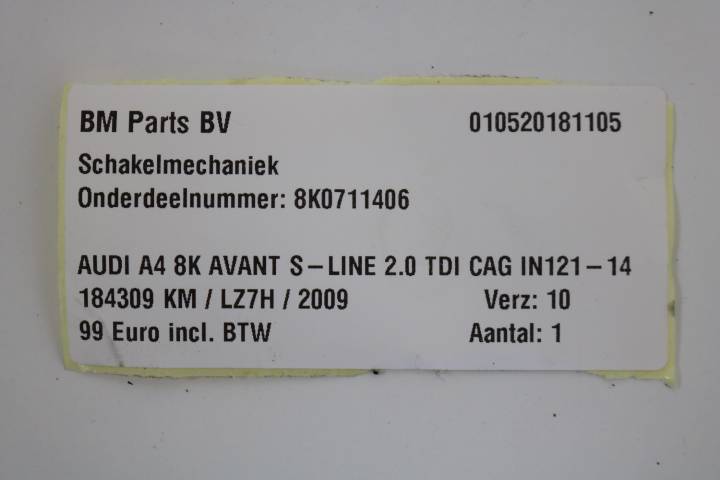 BM Parts BV 010520181105
Schakelmechaniek
Onderdeelnummer: 8K0711406
AUDI A4 8K AVANT S-LINE 2.0 TDI CAG IN121-14
184309 KM / LZ7H / 2009 Verz: 10
99 Euro incl. BTW Aantal: 1